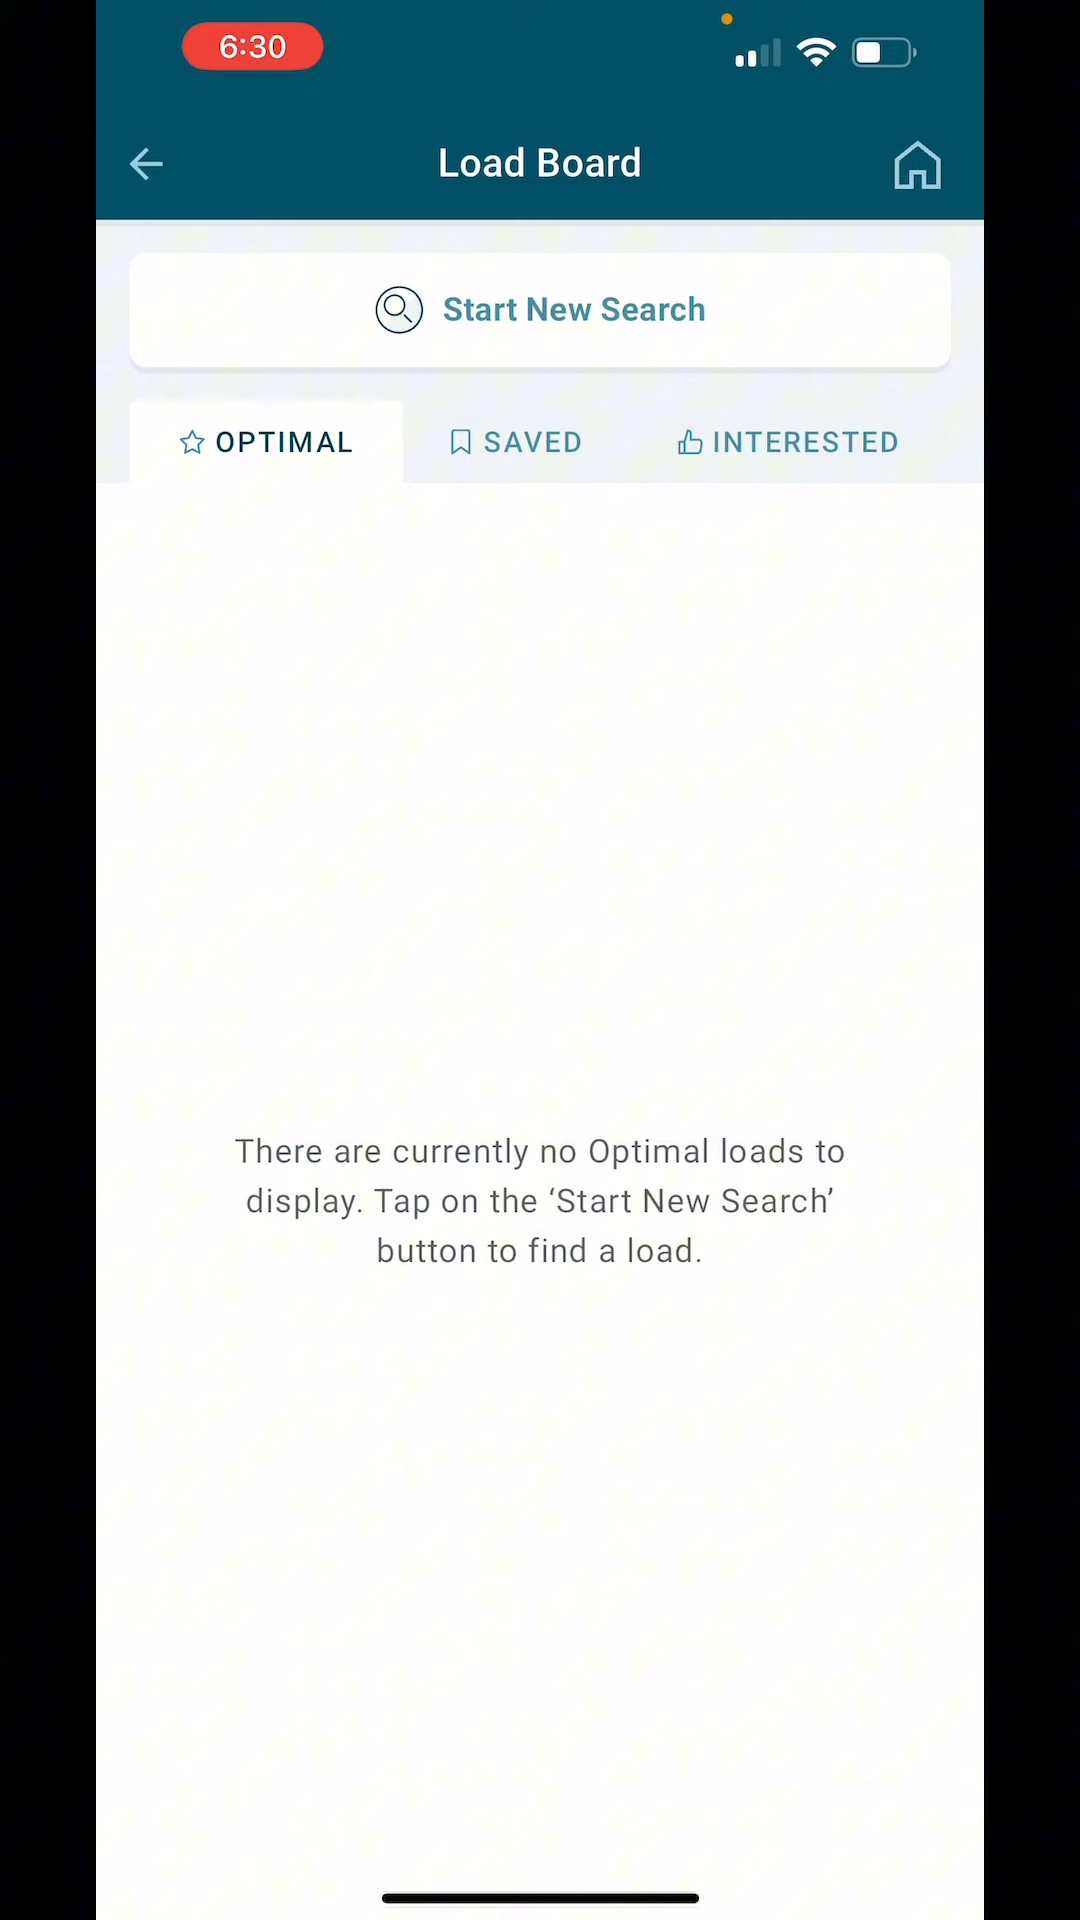 6:30
Load Board
Start New Search
OPTIMAL
SAVED
INTERESTED
There are currently no Optimal loads to
display. Tap on the ‘Start New Search’
button to find a load.